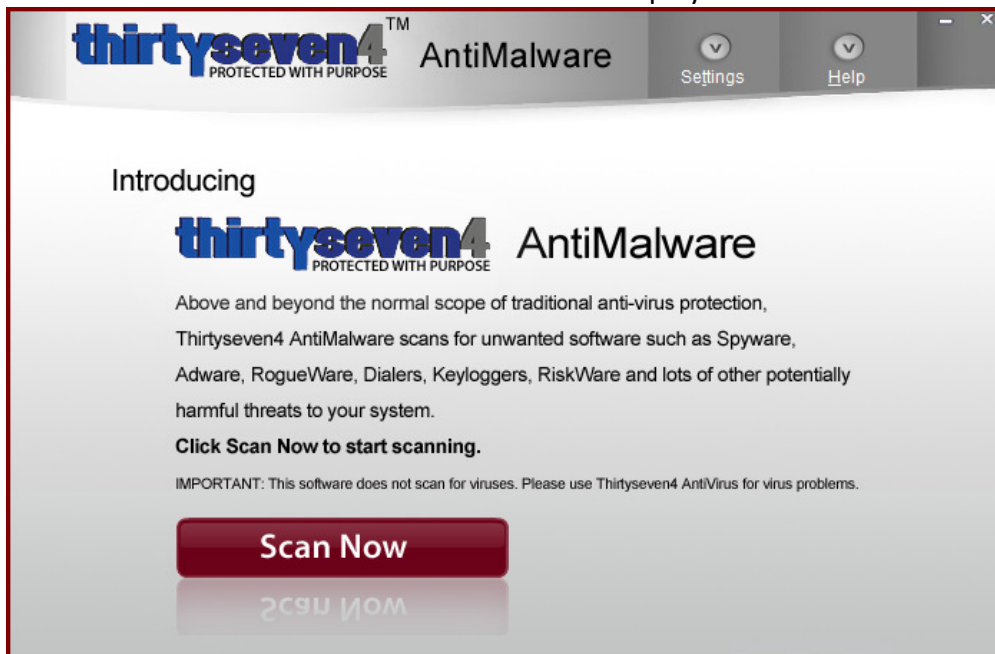 thirtyseven4™ AntiMalware
PROTECTED WITH PURPOSE
Settings
Help
Introducing
thirtyseven4 AntiMalware
PROTECTED WITH PURPOSE
Above and beyond the normal scope of traditional anti-virus protection,
Thirtyseven4 AntiMalware scans for unwanted software such as Spyware,
Adware, RogueWare, Dialers, Keyloggers, RiskWare and lots of other potentially
harmful threats to your system.
Click Scan Now to start scanning.
IMPORTANT: This software does not scan for viruses. Please use Thirtyseven4 AntiVirus for virus problems.
Scan Now